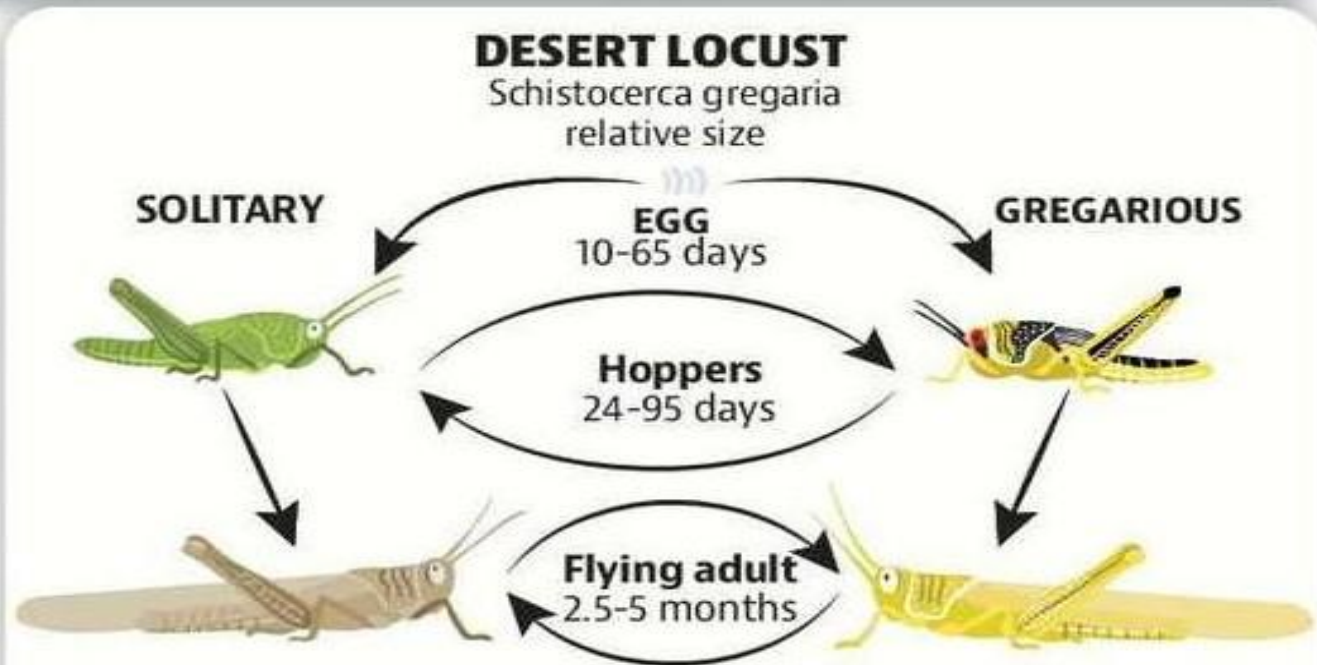 DESERT LOCUST
Schistocerca gregaria
relative size
SOLITARY
EGG
10-65 days
GREGARIOUS
Hoppers
24-95 days
Flying adult
2.5-5 months